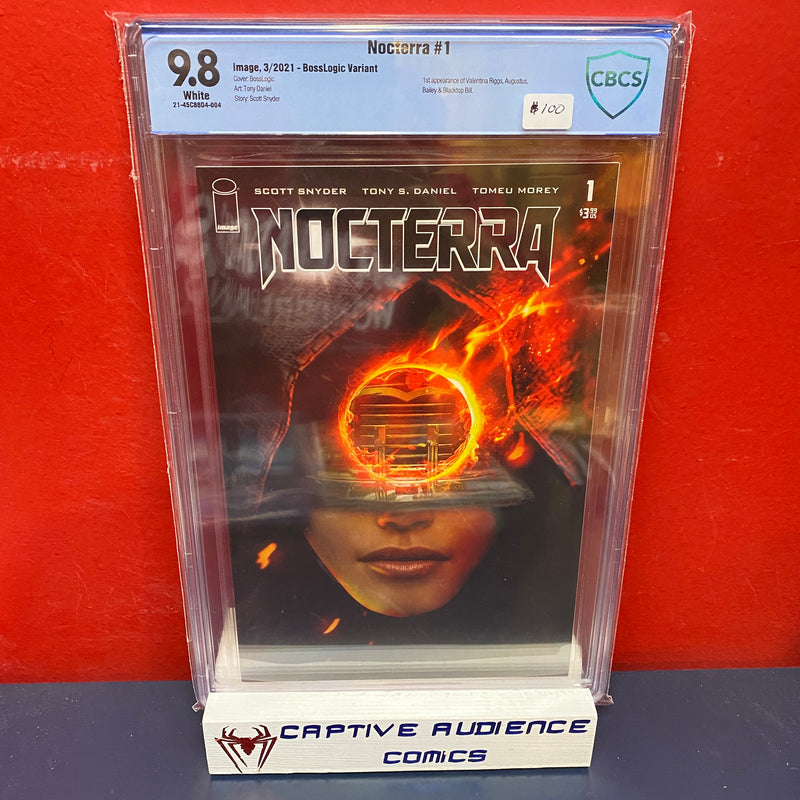 Nocterra #1
9.8
White
21-45C88D4-004
Image, 3/2021 - BossLogic Variant
Cover: BossLogic
Art: Tony Daniel
Story: Scott Snyder
1st appearance of Valentina Riggs, Augustus,
Bailey & Blacktop Bill.
$100
CBCS
SCOTT SNYDER TONY S. DANIEL TOMEU MOREY
1
$3.99 US
image
NOCTERRA
CAPTIVE AUDIENCE
COMiCS